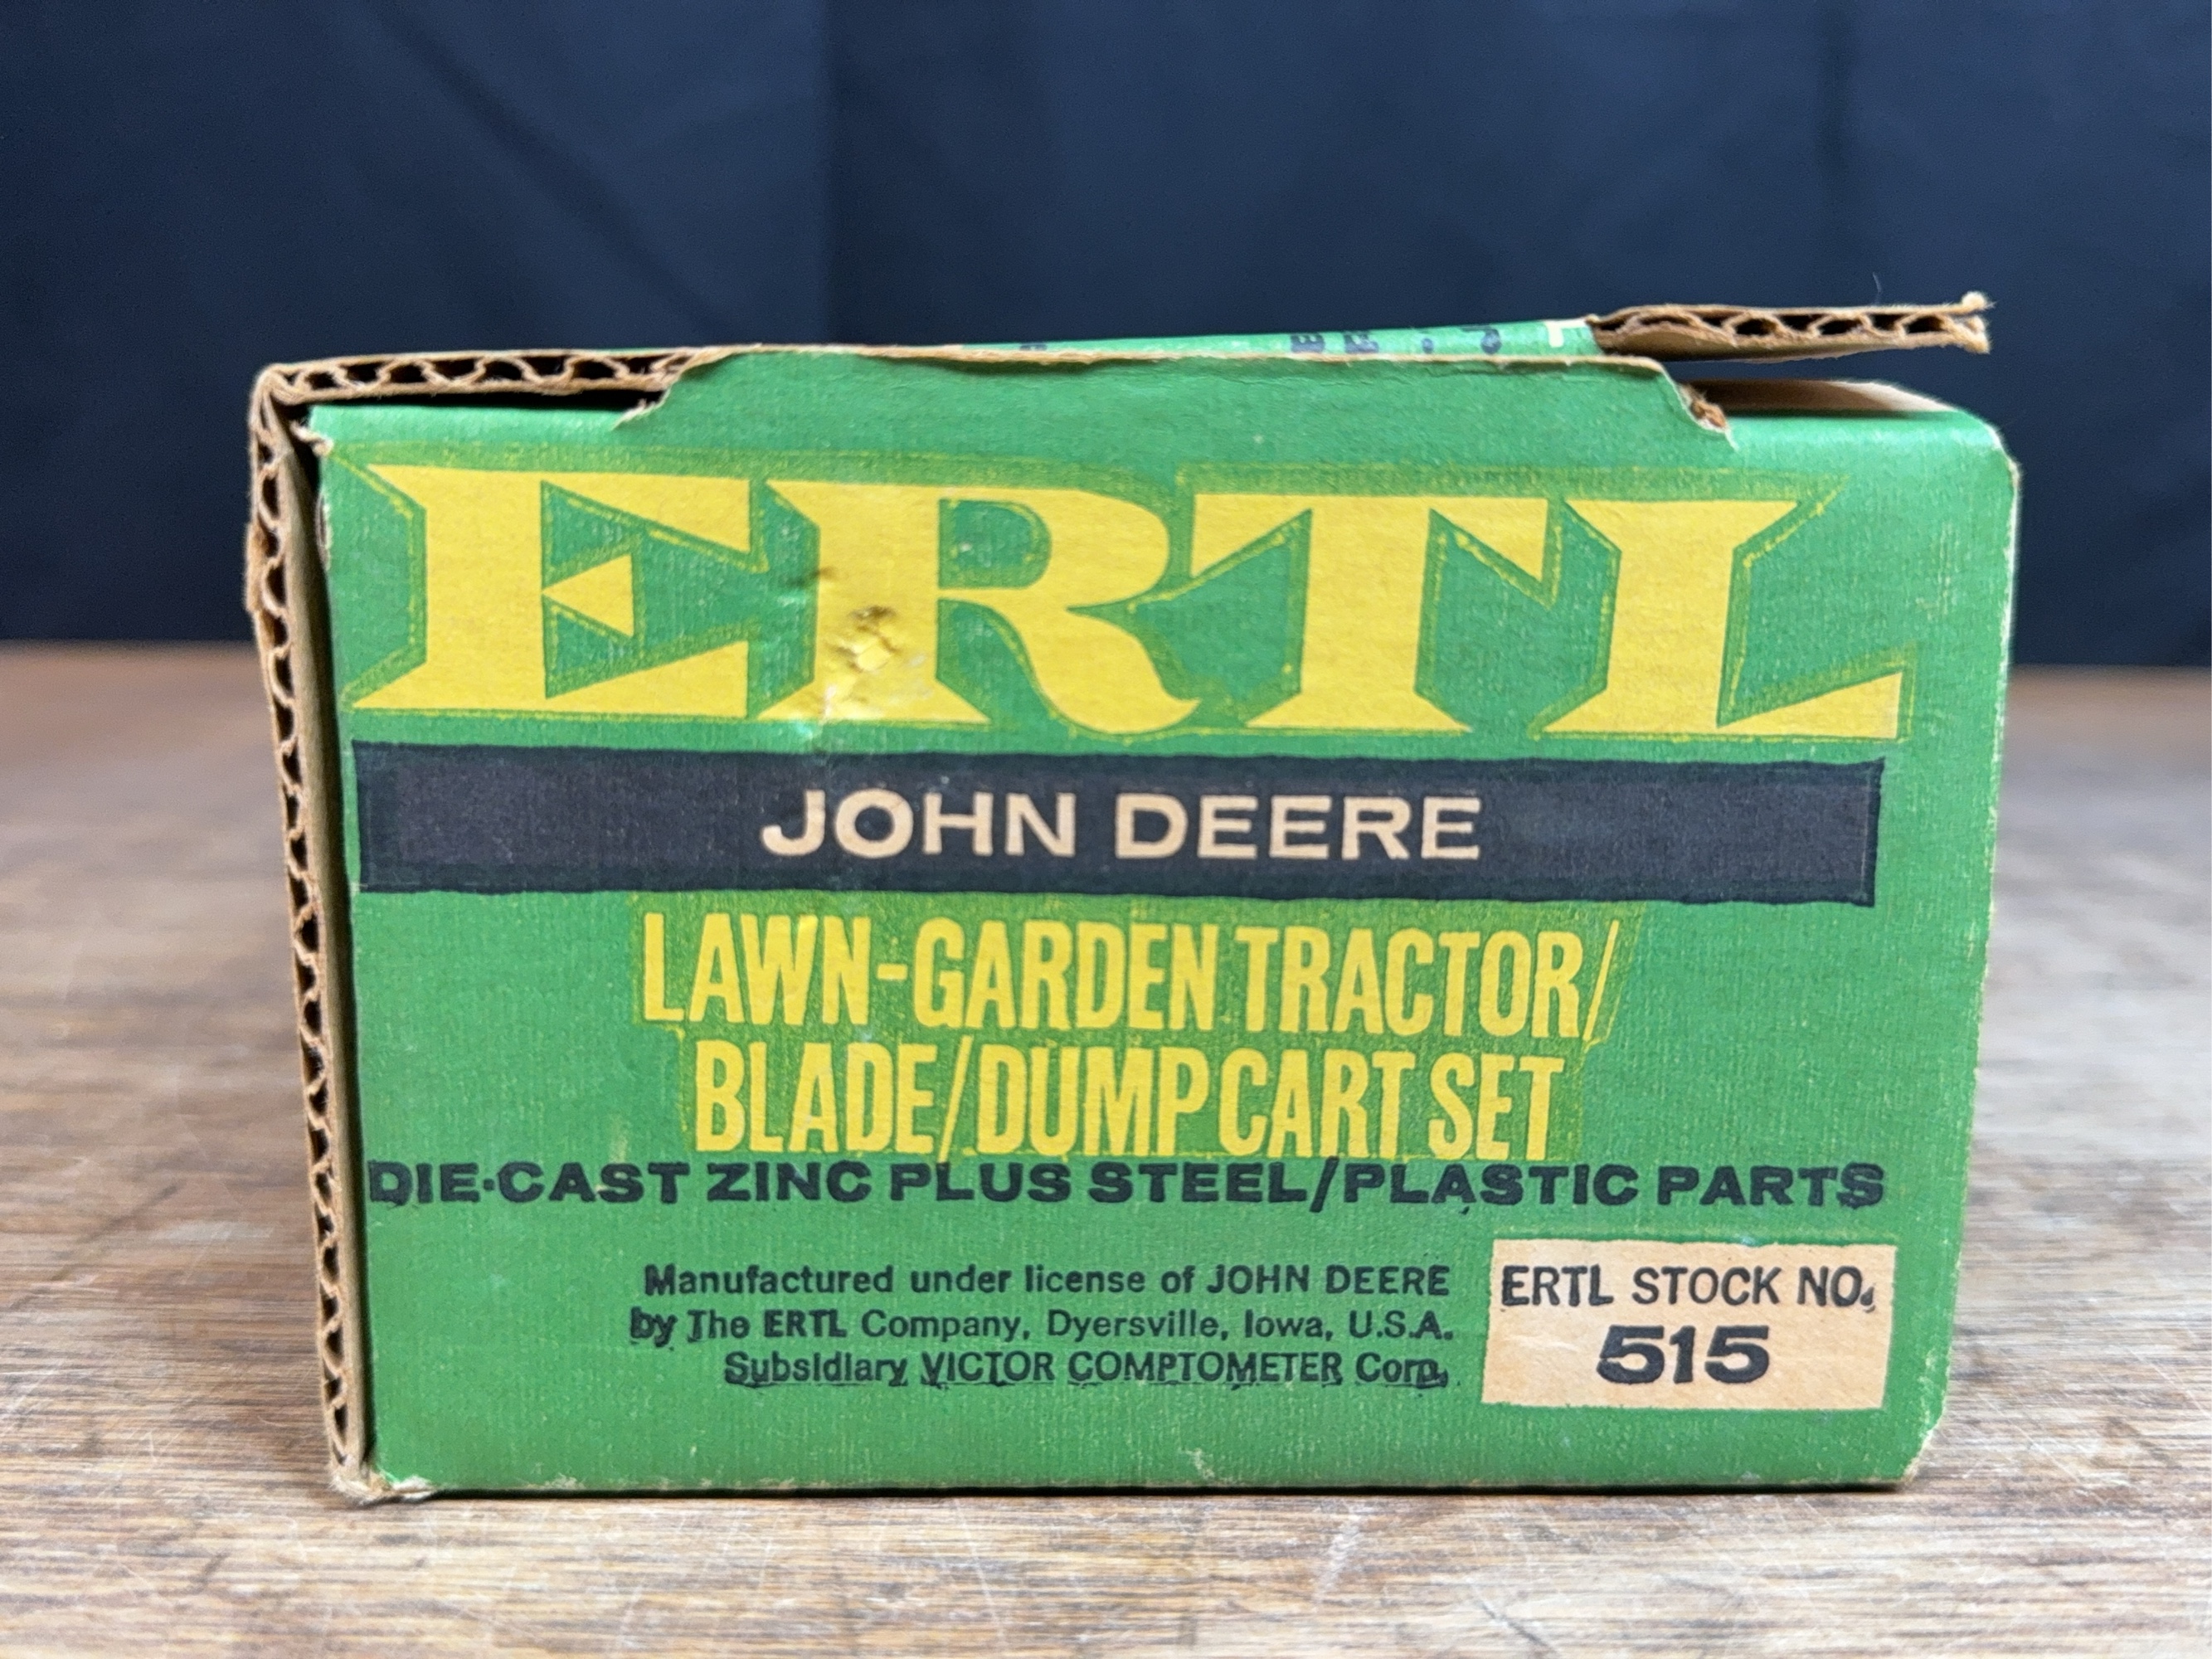 ERTL
JOHN DEERE
LAWN-GARDEN TRACTOR/
BLADE/DUMP CART SET
DIE-CAST ZINC PLUS STEEL/PLASTIC PARTS
Manufactured under license of JOHN DEERE
by The ERTL Company, Dyersville, Iowa, U.S.A.
Subsidiary VICTOR COMPTOMETER Corp.
ERTL STOCK NO.
515